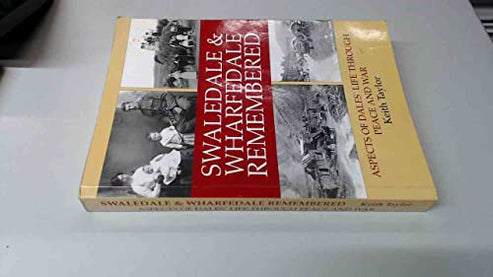 SWALEDALE &
WHARFEDALE
REMEMBERED
ASPECTS OF DALES' LIFE THROUGH
PEACE AND WAR
Keith Taylor
SWALEDALE & WHARFEDALE REMEMBERED Keith Taylor
ASPECTS OF DALES' LIFE THROUGH PEACE AND WAR